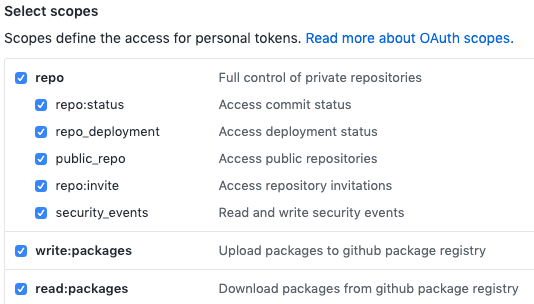 Select scopes
Scopes define the access for personal tokens. Read more about OAuth scopes.
repo Full control of private repositories
repo:status Access commit status
repo_deployment Access deployment status
public_repo Access public repositories
repo:invite Access repository invitations
security_events Read and write security events
write:packages Upload packages to github package registry
read:packages Download packages from github package registry